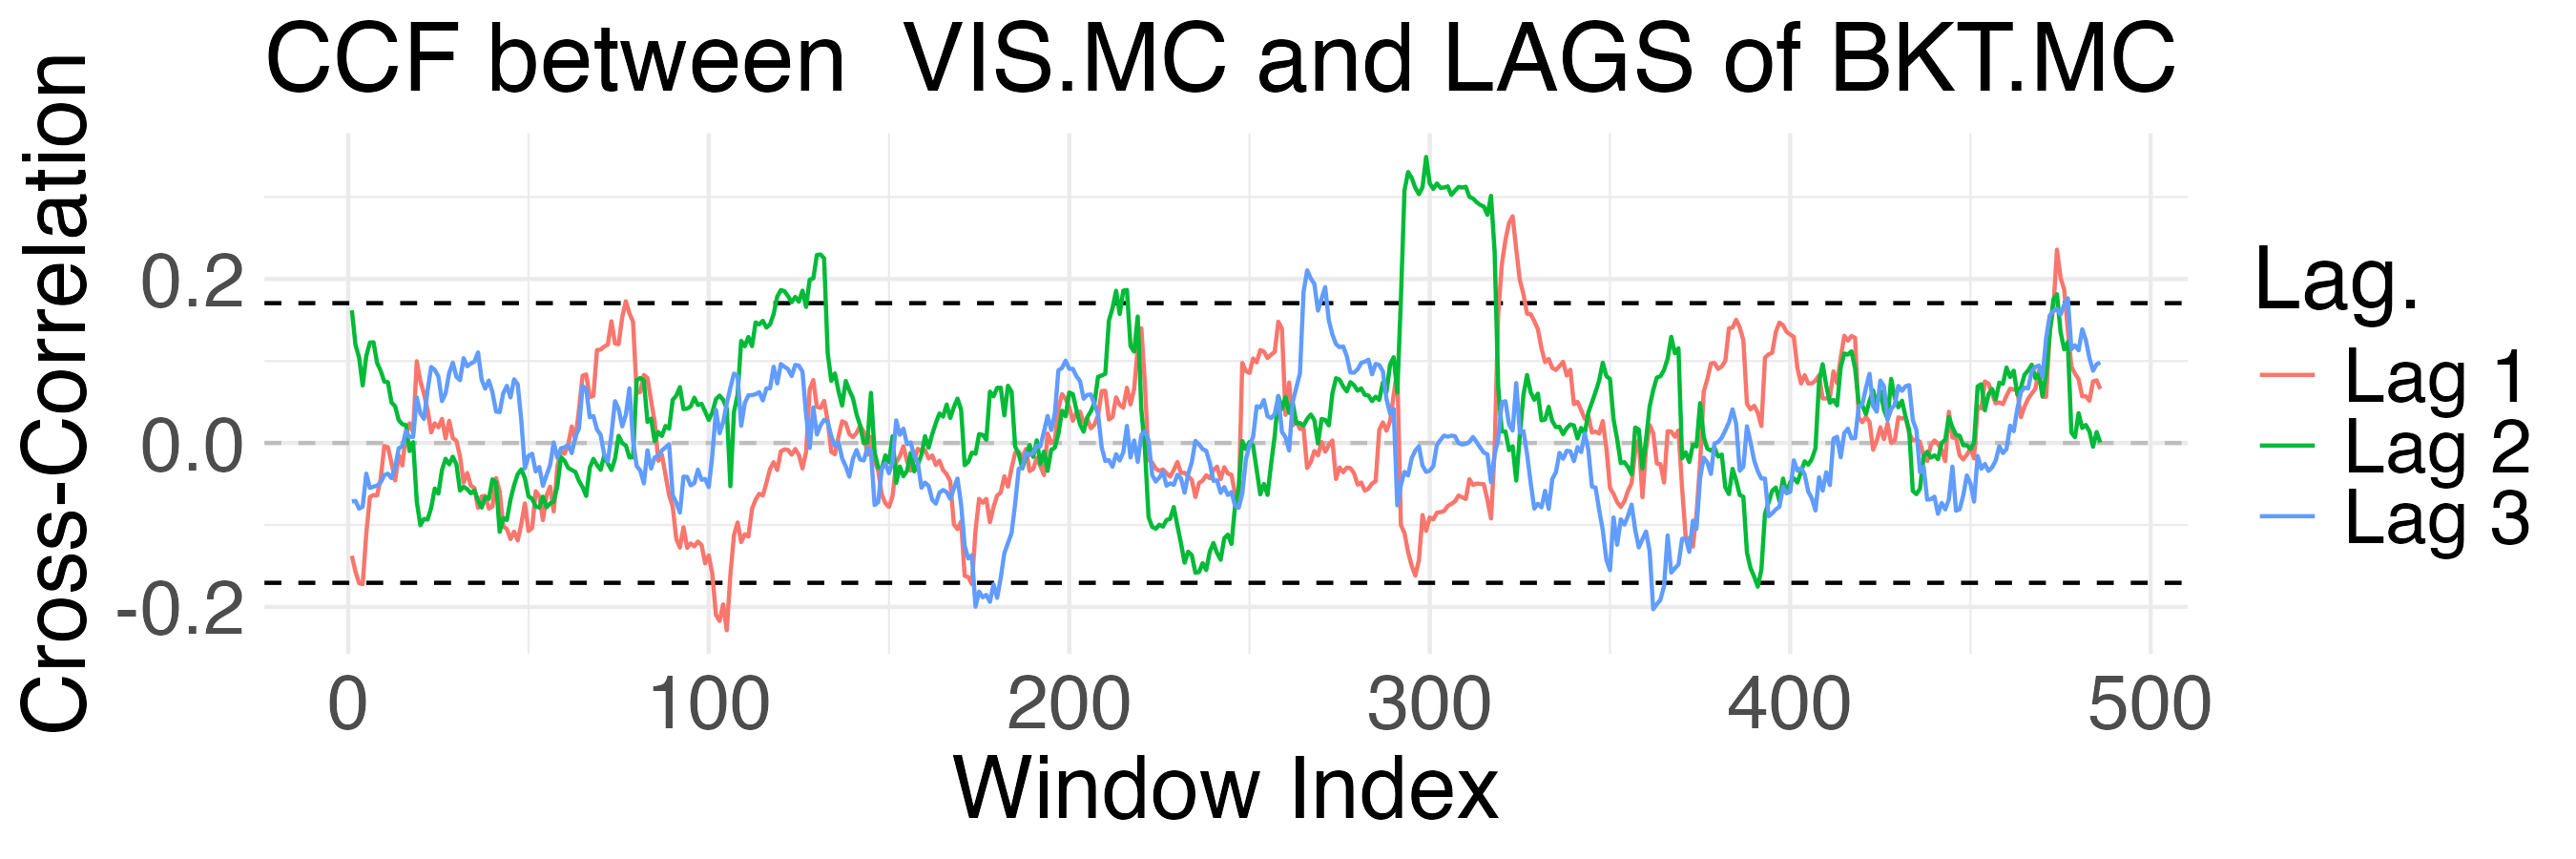 CCF between  VIS.MC and LAGS of BKT.MC
Cross-Correlation
0.2
0.0
-0.2
0 100 200 300 400 500
Window Index
Lag.
Lag 1
Lag 2
Lag 3